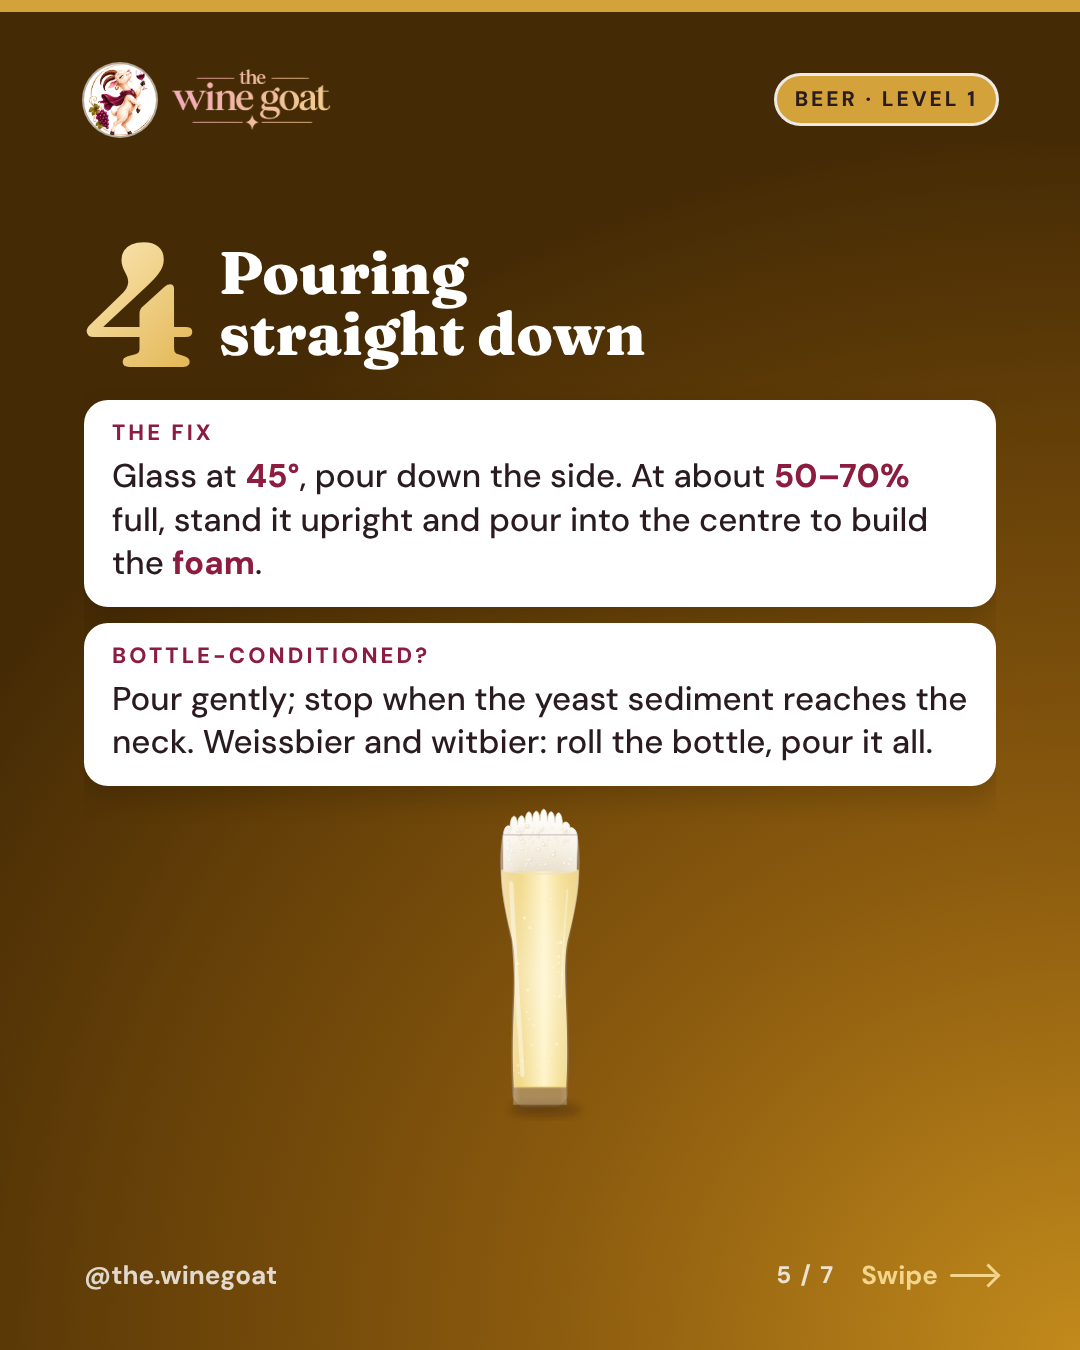 the
wine goat
BEER · LEVEL 1
4
Pouring
straight down
THE FIX
Glass at 45°, pour down the side. At about 50–70%
full, stand it upright and pour into the centre to build
the foam.
BOTTLE-CONDITIONED?
Pour gently; stop when the yeast sediment reaches the
neck. Weissbier and witbier: roll the bottle, pour it all.
@the.winegoat
5 / 7
Swipe